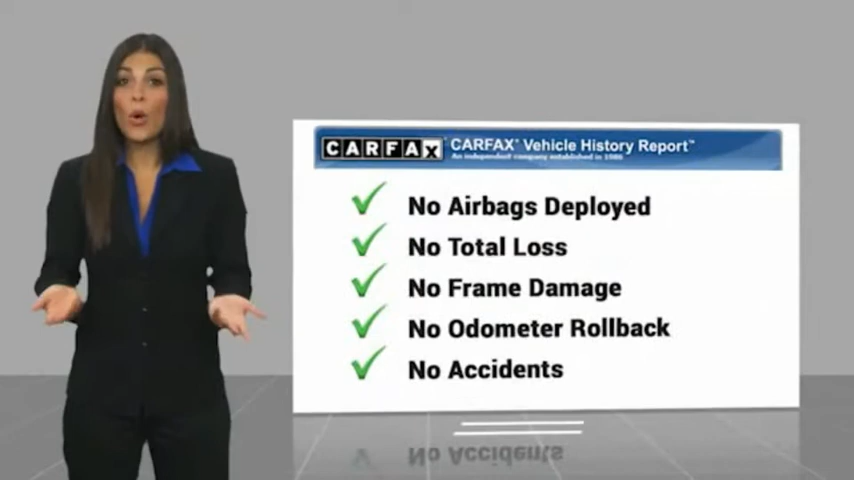 CARFAX CARFAX™ Vehicle History Report™
An independent company established in 1986
No Airbags Deployed
No Total Loss
No Frame Damage
No Odometer Rollback
No Accidents
No Accidents